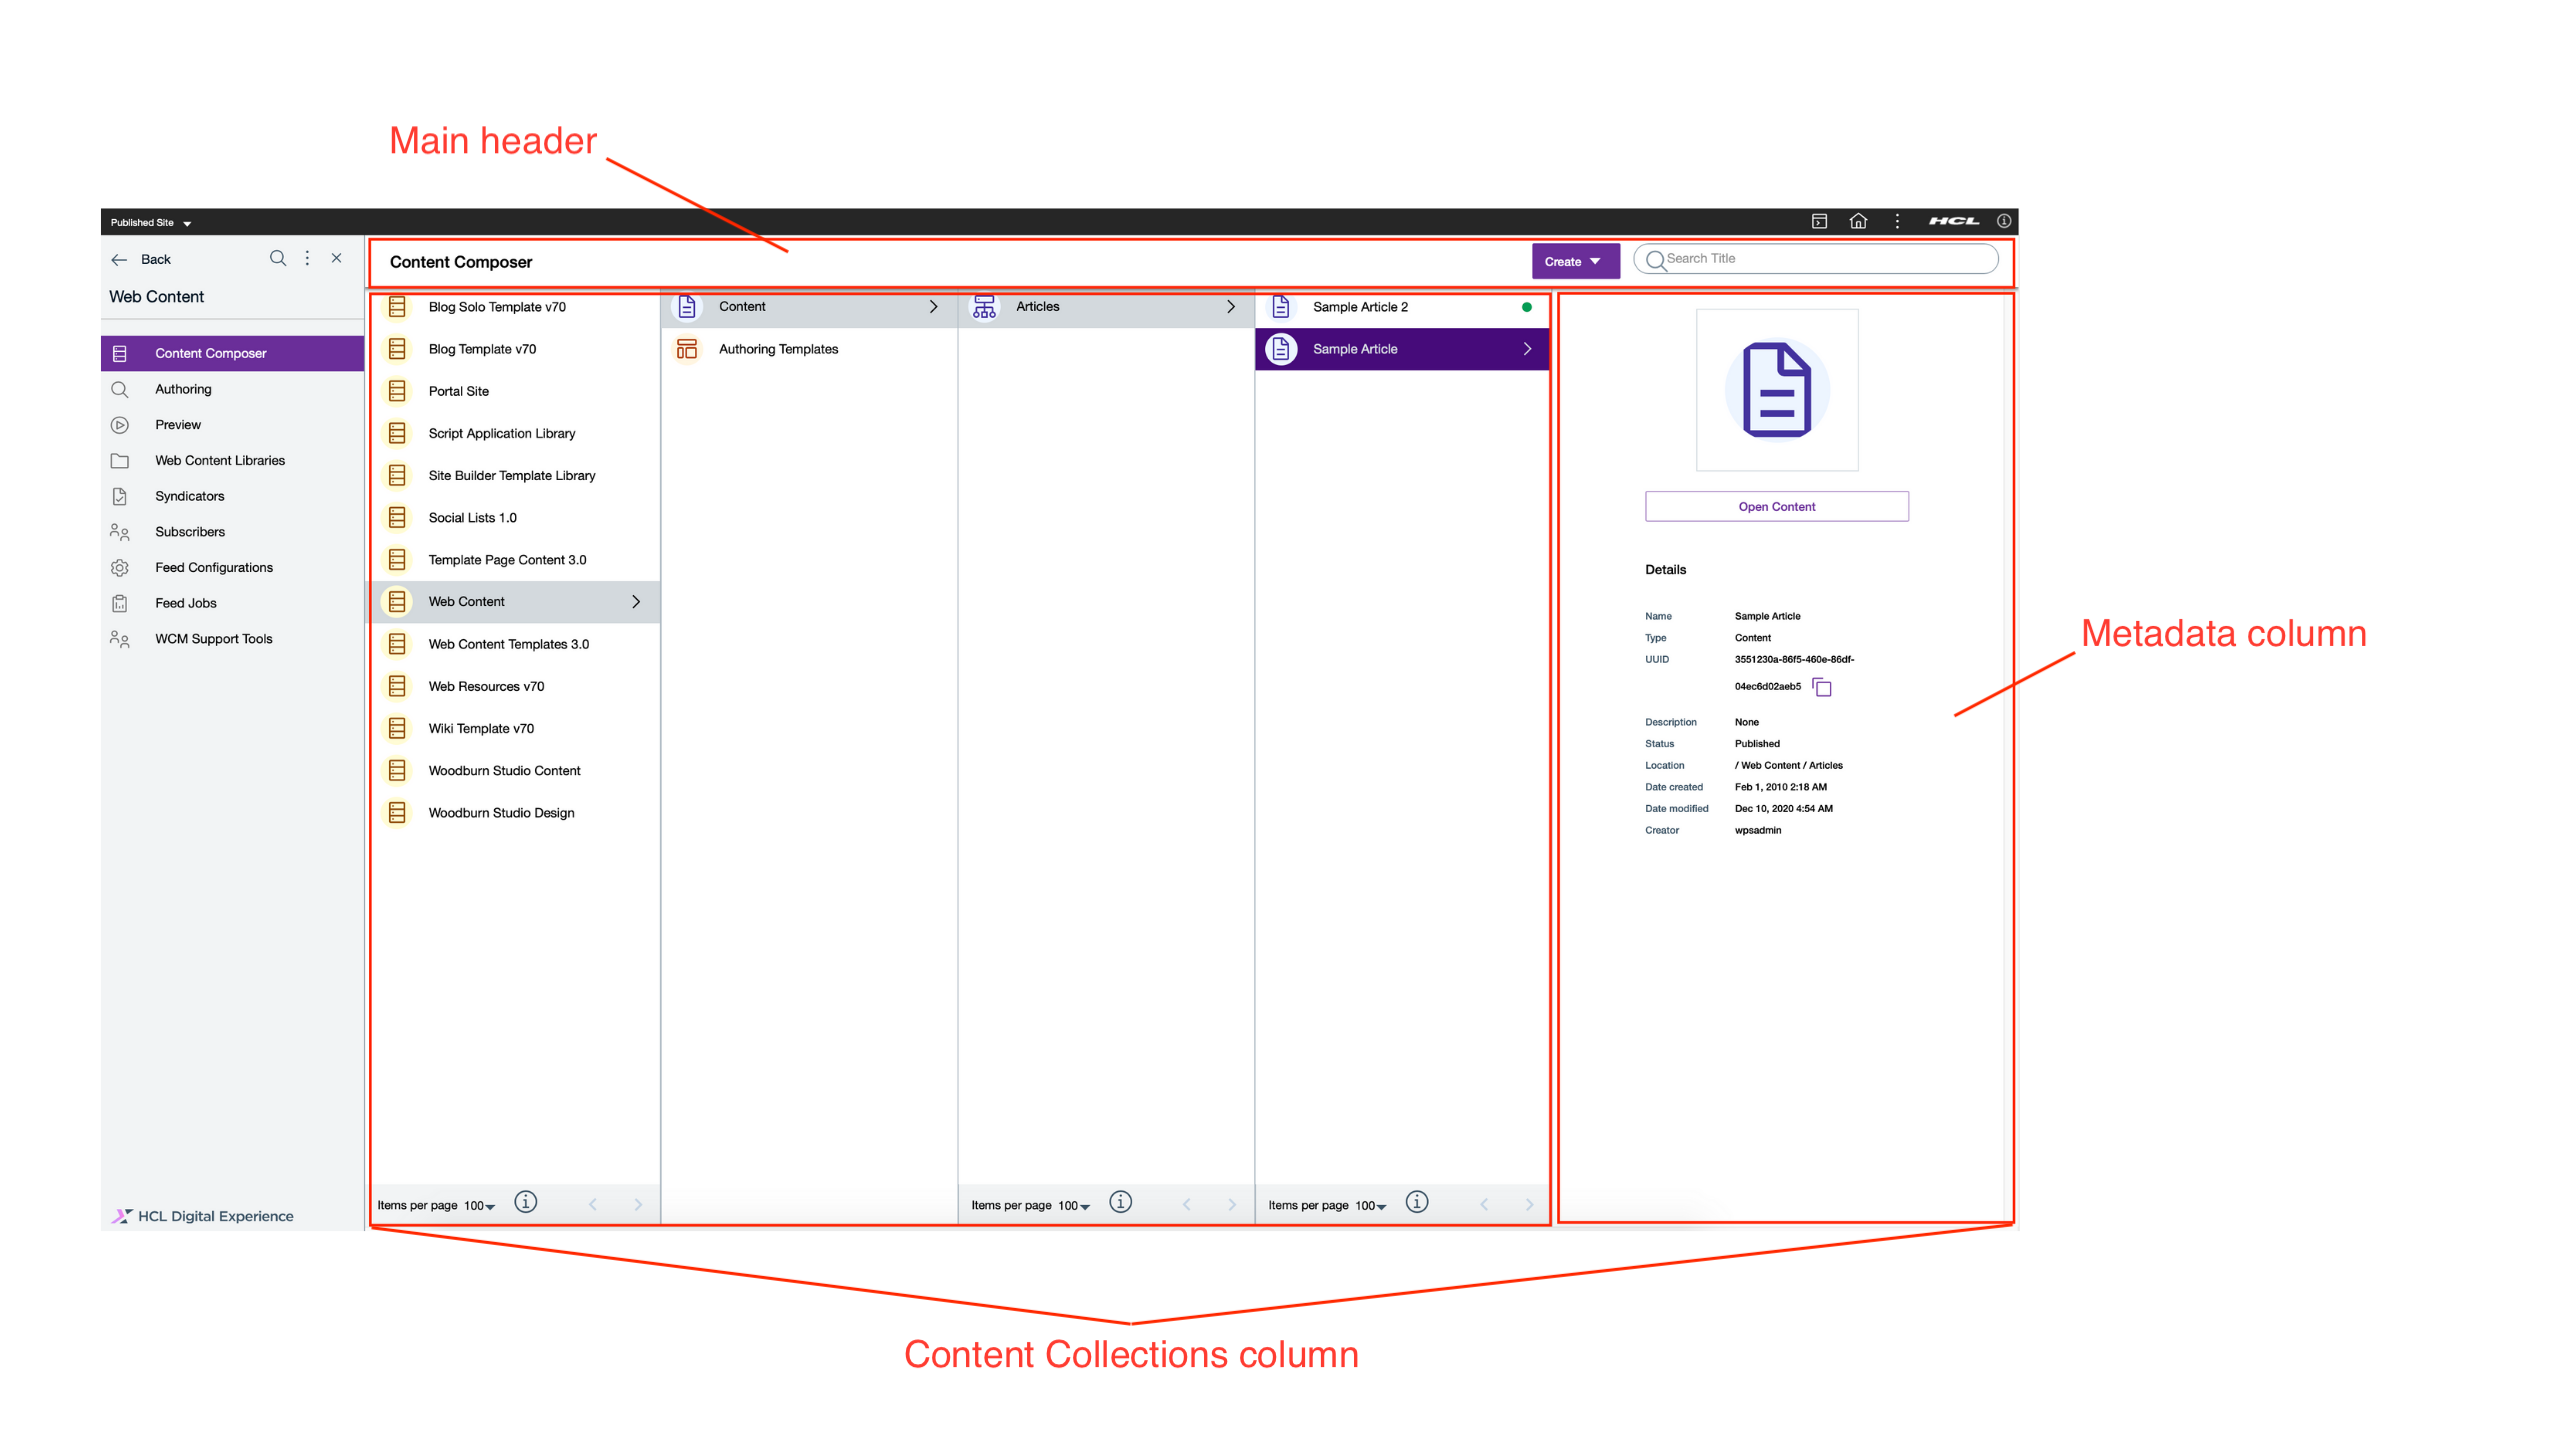 Main header
Published Site
HCL
Back
Web Content
Content Composer
Authoring
Preview
Web Content Libraries
Syndicators
Subscribers
Feed Configurations
Feed Jobs
WCM Support Tools
HCL Digital Experience
Content Composer
Create
Search Title
Blog Solo Template v70
Blog Template v70
Portal Site
Script Application Library
Site Builder Template Library
Social Lists 1.0
Template Page Content 3.0
Web Content
Web Content Templates 3.0
Web Resources v70
Wiki Template v70
Woodburn Studio Content
Woodburn Studio Design
Items per page 100
Content
Authoring Templates
Articles
Items per page 100
Sample Article 2
Sample Article
Items per page 100
Open Content
Details
Name Sample Article
Type Content
UUID 3551230a-86f5-460e-86df-
04ec6d02aeb5
Description None
Status Published
Location / Web Content / Articles
Date created Feb 1, 2010 2:18 AM
Date modified Dec 10, 2020 4:54 AM
Creator wpsadmin
Metadata column
Content Collections column